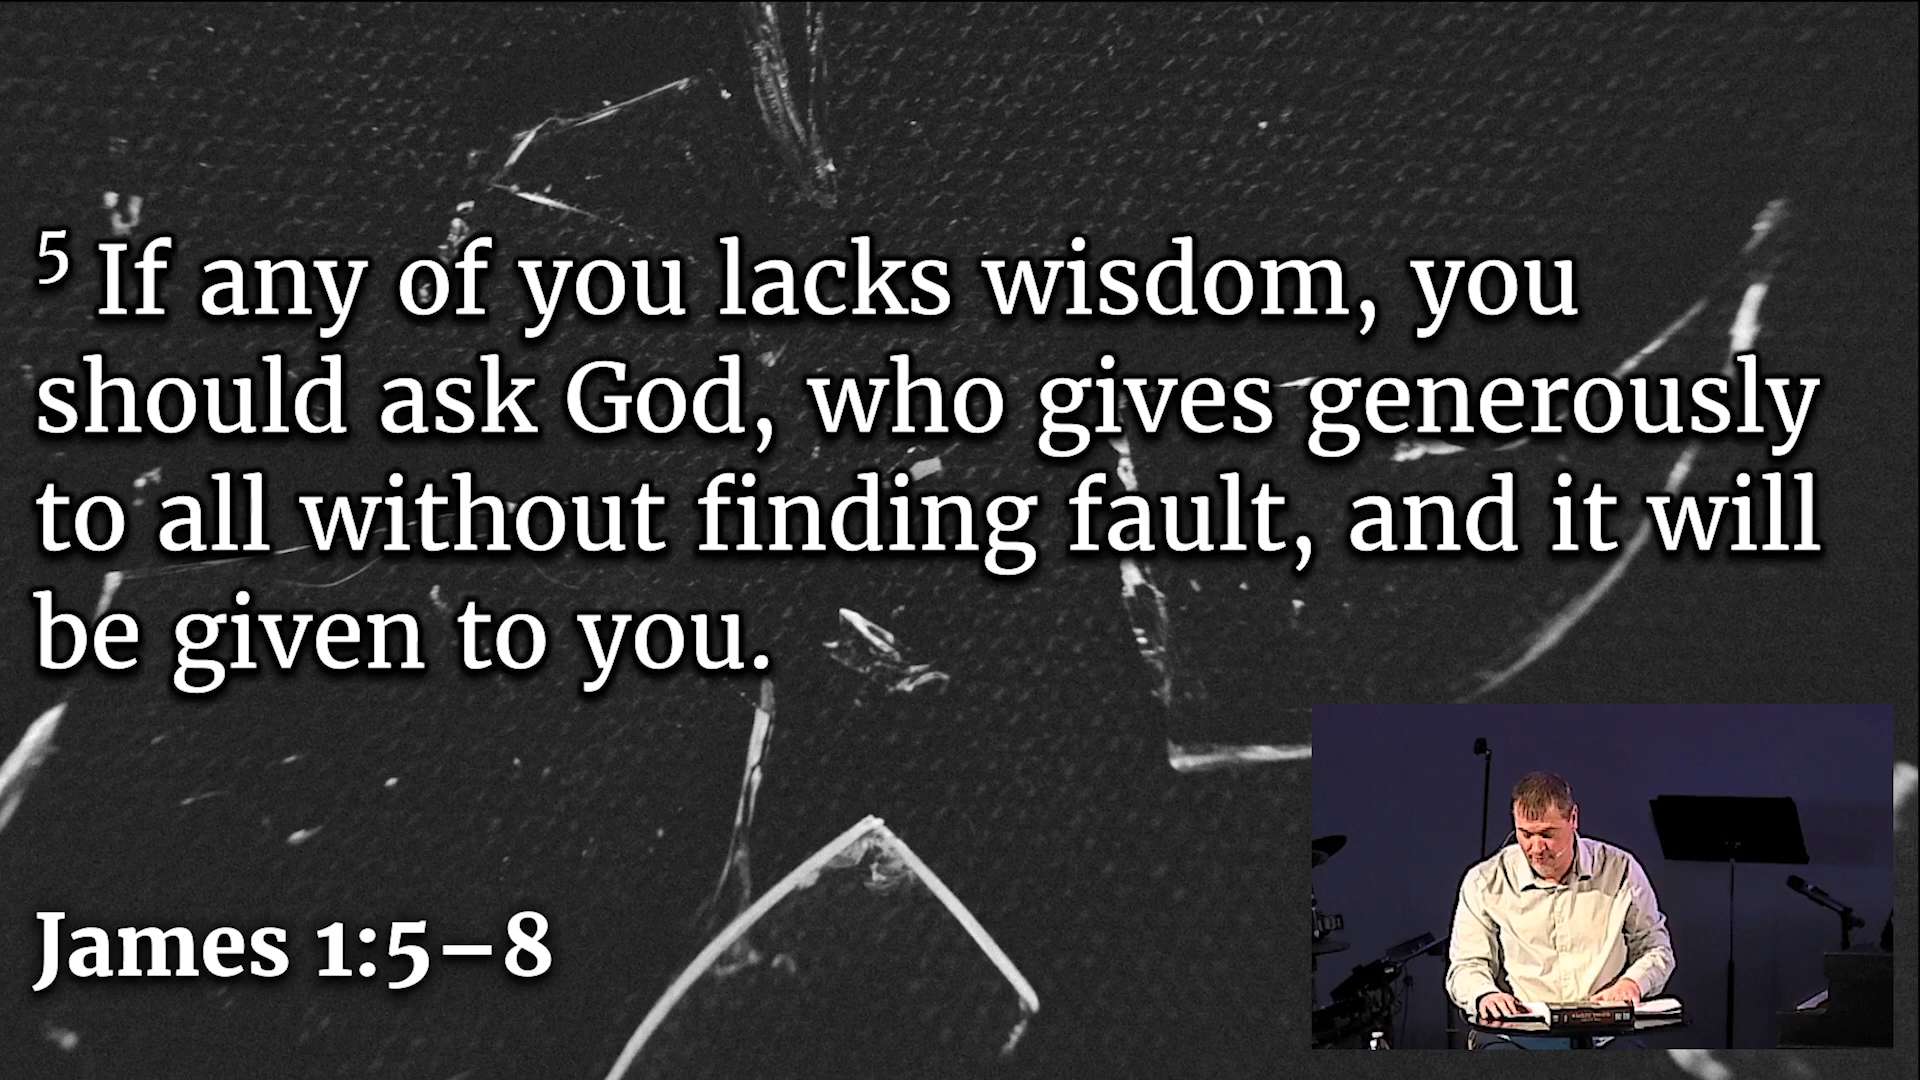 ⁵ If any of you lacks wisdom, you
should ask God, who gives generously
to all without finding fault, and it will
be given to you.
James 1:5–8